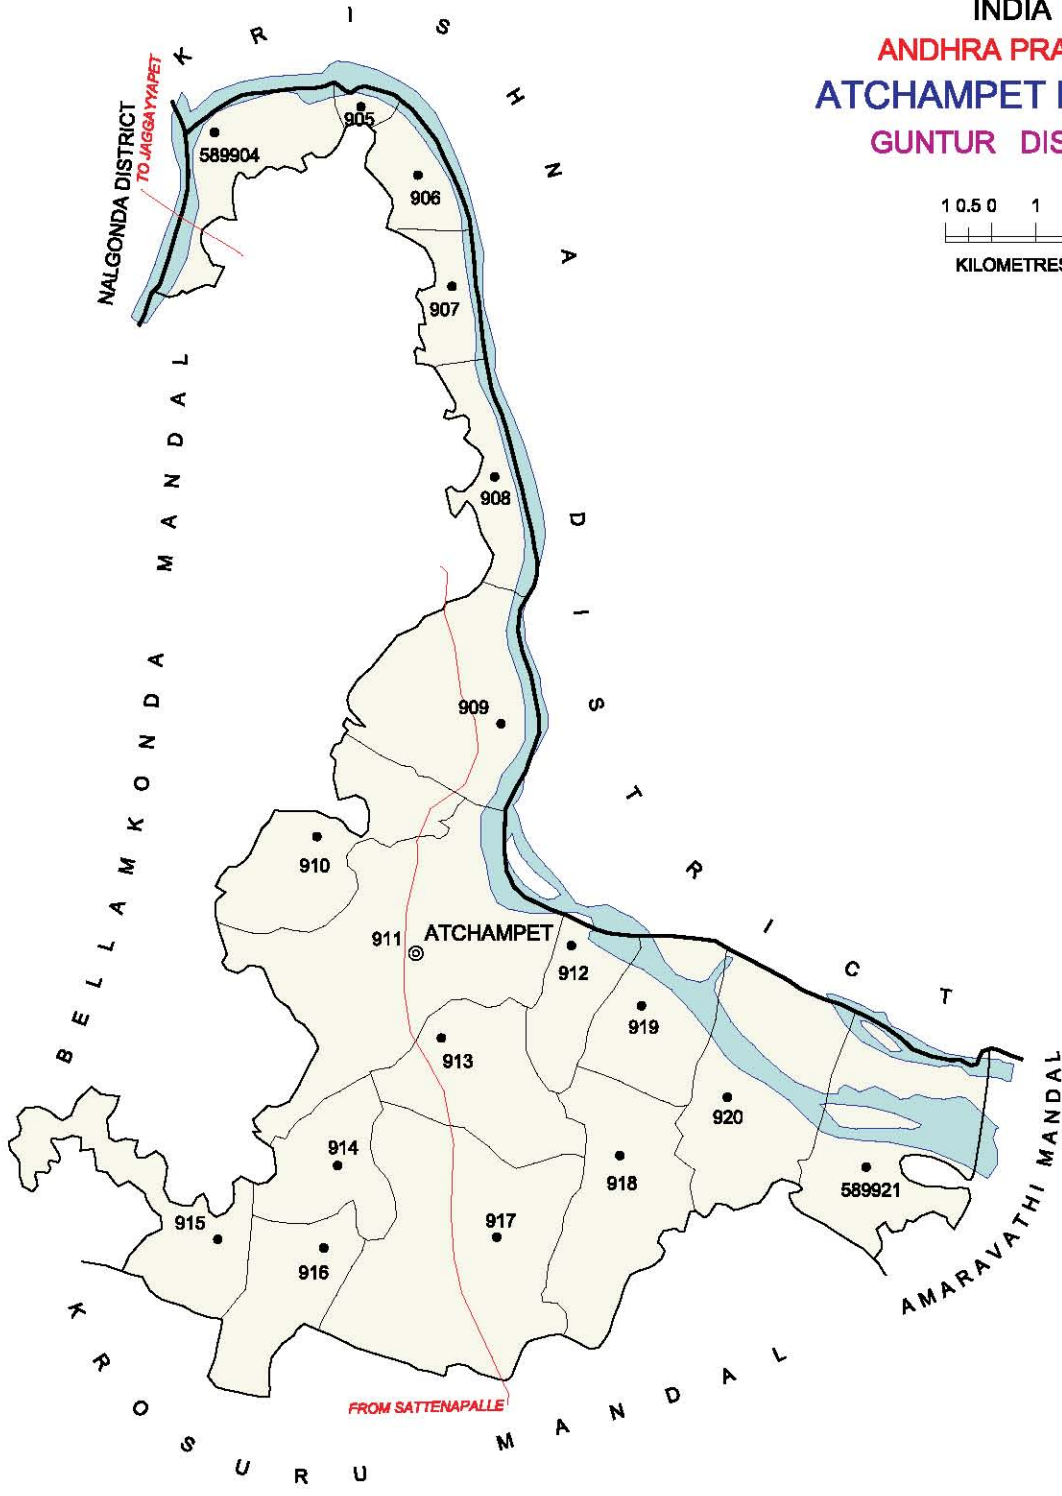 INDIA
ANDHRA PRA
ATCHAMPET
GUNTUR DIS
1 0.5 0 1
KILOMETRES
KRISHNA DISTRICT
NALGONDA DISTRICT
TO JAGGAYYAPET
589904
905
906
907
908
909
910
911
ATCHAMPET
912
919
913
920
914
918
589921
915
917
916
BELLAMKONDA MANDAL
AMARAVATHI MANDAL
FROM SATTENAPALLE
KROSURU MANDAL